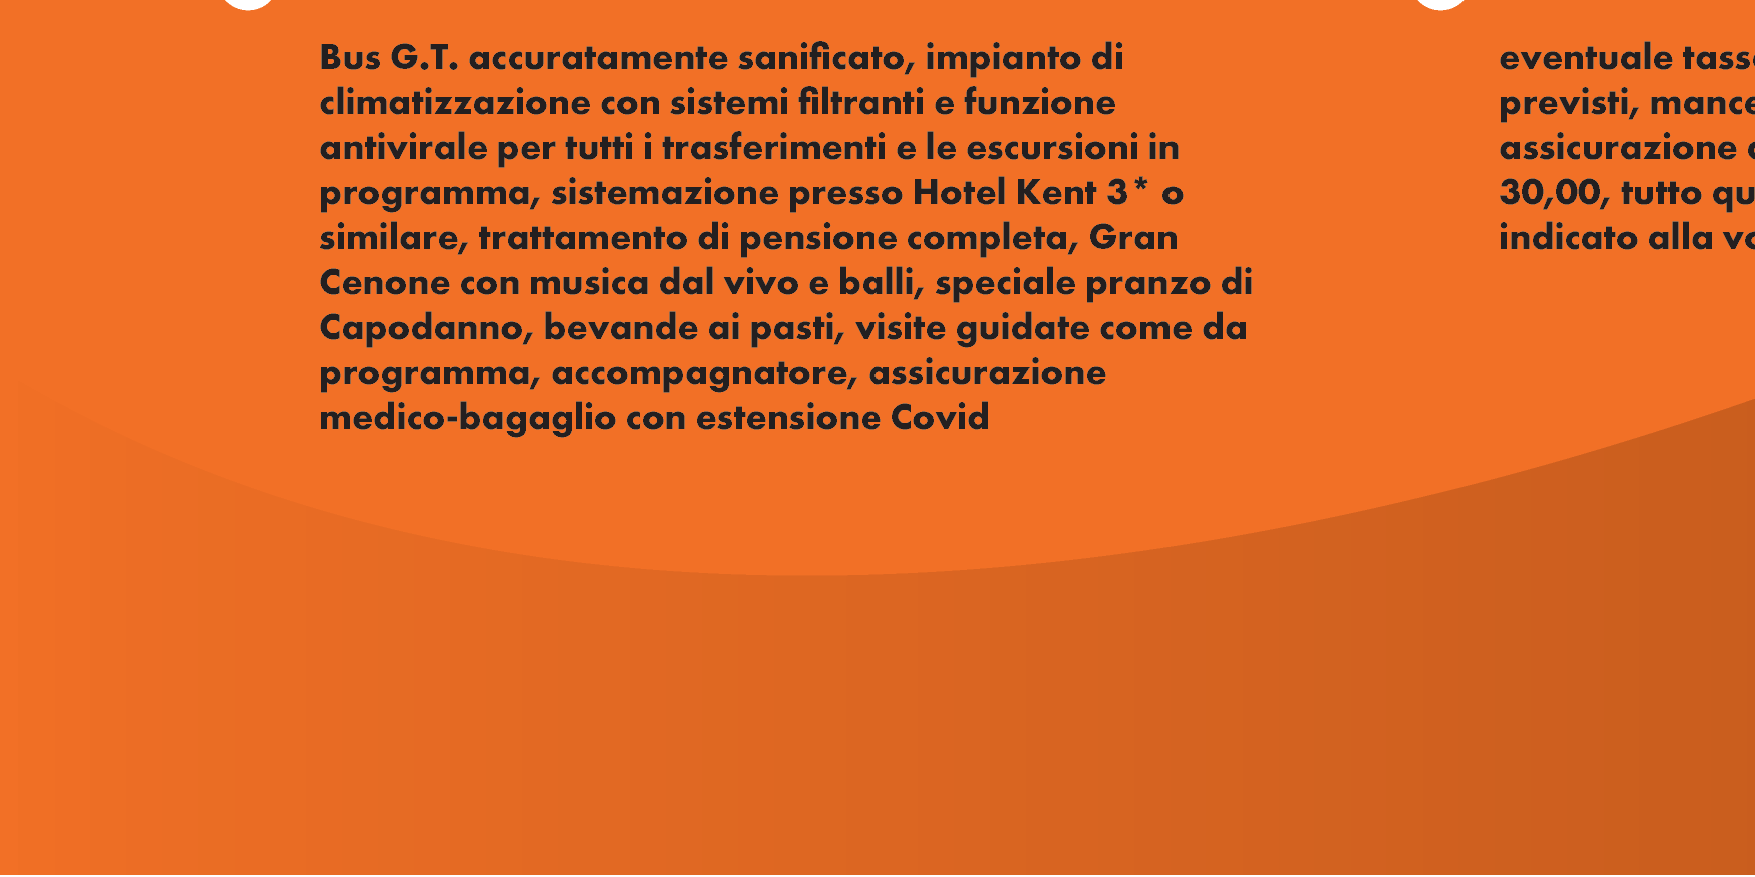 Bus G.T. accuratamente sanificato, impianto di
climatizzazione con sistemi filtranti e funzione
antivirale per tutti i trasferimenti e le escursioni in
programma, sistemazione presso Hotel Kent 3* o
similare, trattamento di pensione completa, Gran
Cenone con musica dal vivo e balli, speciale pranzo di
Capodanno, bevande ai pasti, visite guidate come da
programma, accompagnatore, assicurazione
medico-bagaglio con estensione Covid
eventuale
previsti,
assicurazione
30,00, tutto
indicato alla